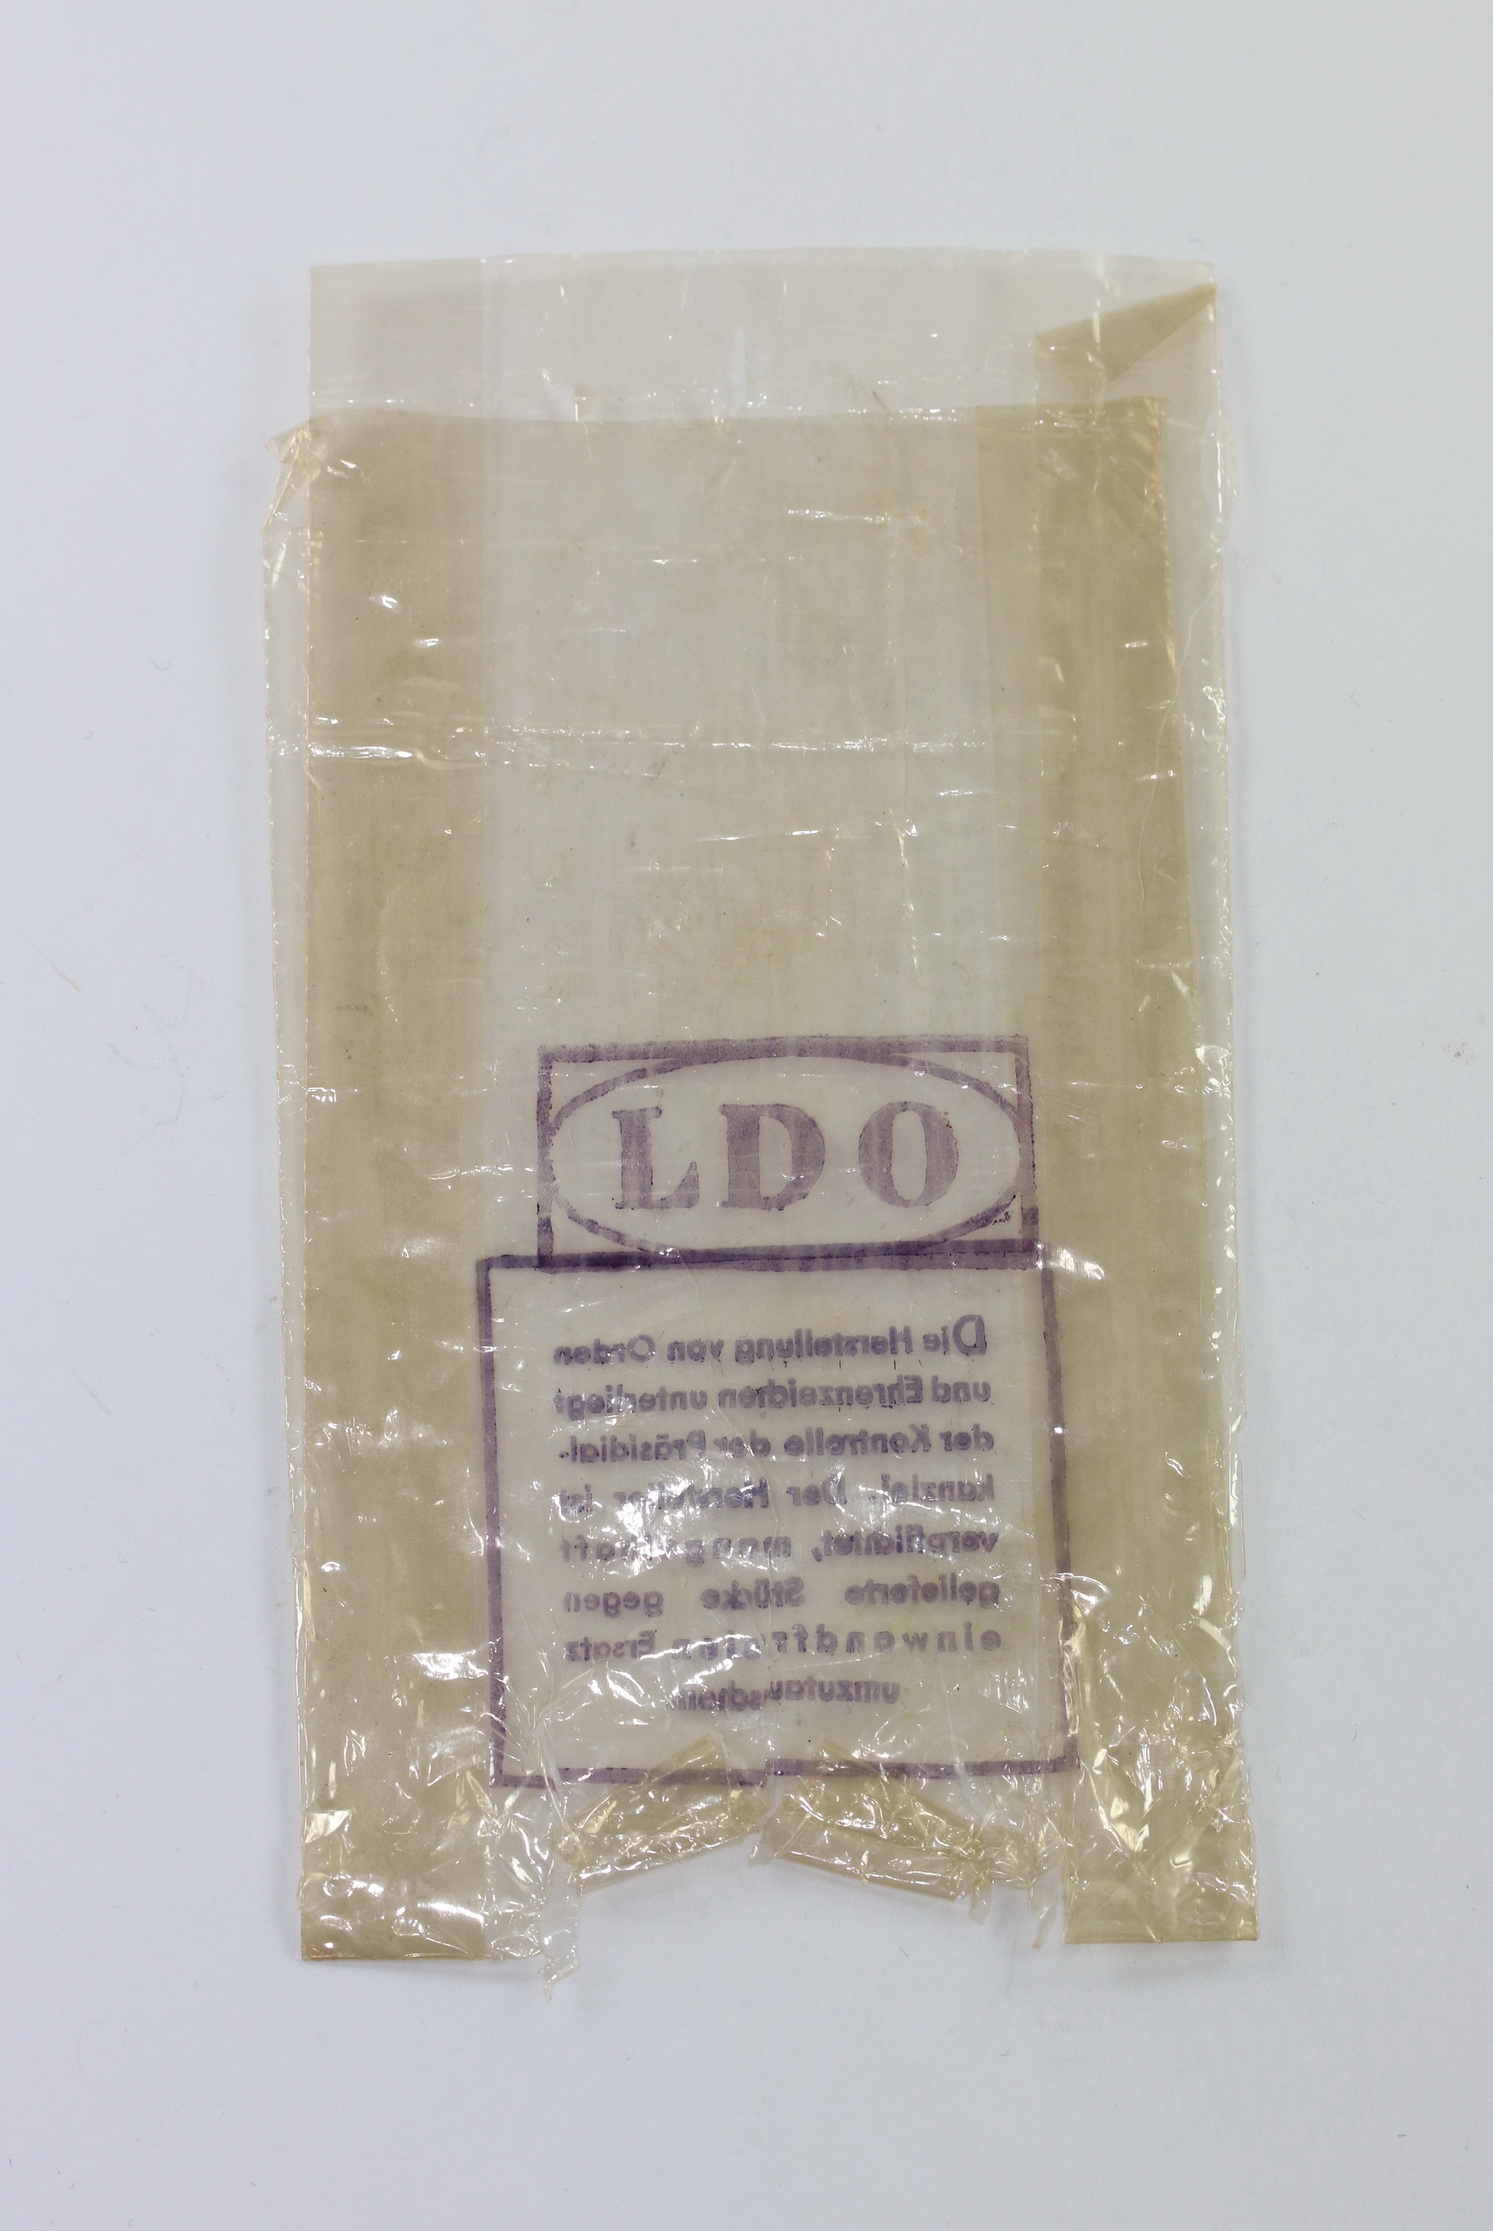 LDO
Die Herstellung von Orden
und Ehrenzeichen unterliegt
der Kontrolle der Präsidial-
kanzlei. Der Hersteller ist
verpflichtet, mangelhaft
gelieferte Stücke gegen
einwandfreien Ersatz
umzutauschen